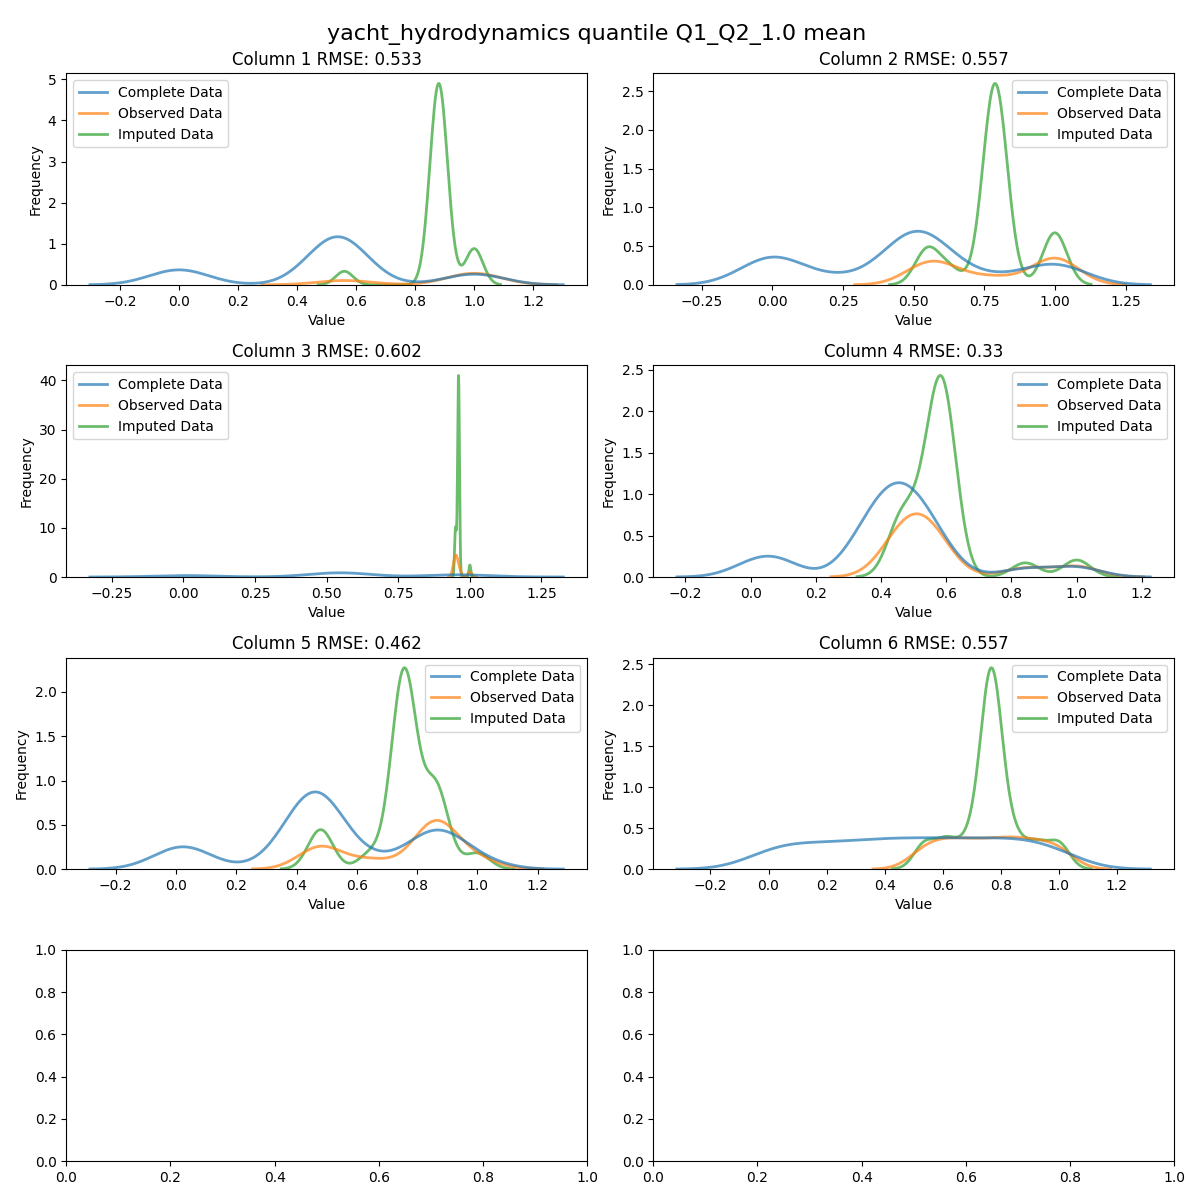 yacht_hydrodynamics quantile Q1_Q2_1.0 mean
Column 1 RMSE: 0.533
Complete Data
Observed Data
Imputed Data
Frequency
5
4
3
2
1
0
−0.2 0.0 0.2 0.4 0.6 0.8 1.0 1.2
Value
Column 2 RMSE: 0.557
Complete Data
Observed Data
Imputed Data
Frequency
2.5
2.0
1.5
1.0
0.5
0.0
−0.25 0.00 0.25 0.50 0.75 1.00 1.25
Value
Column 3 RMSE: 0.602
Complete Data
Observed Data
Imputed Data
Frequency
40
30
20
10
0
−0.25 0.00 0.25 0.50 0.75 1.00 1.25
Value
Column 4 RMSE: 0.33
Complete Data
Observed Data
Imputed Data
Frequency
2.5
2.0
1.5
1.0
0.5
0.0
−0.2 0.0 0.2 0.4 0.6 0.8 1.0 1.2
Value
Column 5 RMSE: 0.462
Complete Data
Observed Data
Imputed Data
Frequency
2.0
1.5
1.0
0.5
0.0
−0.2 0.0 0.2 0.4 0.6 0.8 1.0 1.2
Value
Column 6 RMSE: 0.557
Complete Data
Observed Data
Imputed Data
Frequency
2.5
2.0
1.5
1.0
0.5
0.0
−0.2 0.0 0.2 0.4 0.6 0.8 1.0 1.2
Value
1.0
0.8
0.6
0.4
0.2
0.0
0.0 0.2 0.4 0.6 0.8 1.0
1.0
0.8
0.6
0.4
0.2
0.0
0.0 0.2 0.4 0.6 0.8 1.0